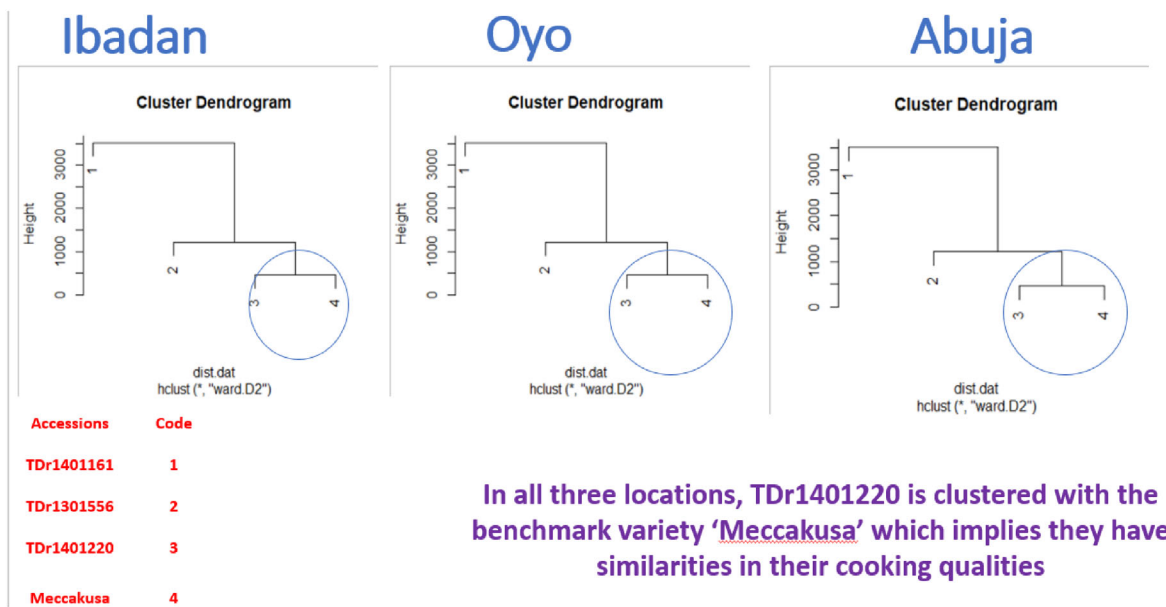 Ibadan
Oyo
Abuja
Cluster Dendrogram
Height
0 1000 2000 3000
1
2
3
4
dist.dat
hclust (*, "ward.D2")
Cluster Dendrogram
Height
0 1000 2000 3000
1
2
3
4
dist.dat
hclust (*, "ward.D2")
Cluster Dendrogram
Height
0 1000 2000 3000
1
2
3
4
dist.dat
hclust (*, "ward.D2")
Accessions Code
TDr1401161 1
TDr1301556 2
TDr1401220 3
Meccakusa 4
In all three locations, TDr1401220 is clustered with the
benchmark variety ‘Meccakusa’ which implies they have
similarities in their cooking qualities